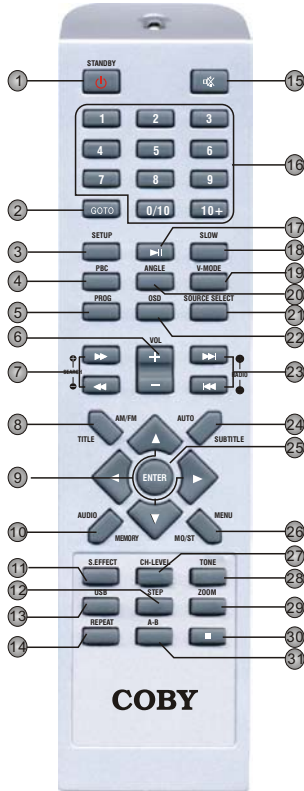 STANDBY
1
15
1 2 3
4 5 6
16
7 8 9
2
GOTO 0/10 10+
17
SETUP SLOW
3
18
PBC ANGLE V-MODE
4
19
20
PROG OSD SOURCE SELECT
5
21
22
6
VOL
+
7
SEARCH
RADIO
23
−
8
AM/FM AUTO
24
TITLE SUBTITLE
25
9
ENTER
AUDIO MENU
10
MEMORY MO/ST
26
27
11
S.EFFECT CH-LEVEL TONE
28
12
USB STEP ZOOM
13
29
REPEAT A-B
14
30
31
COBY